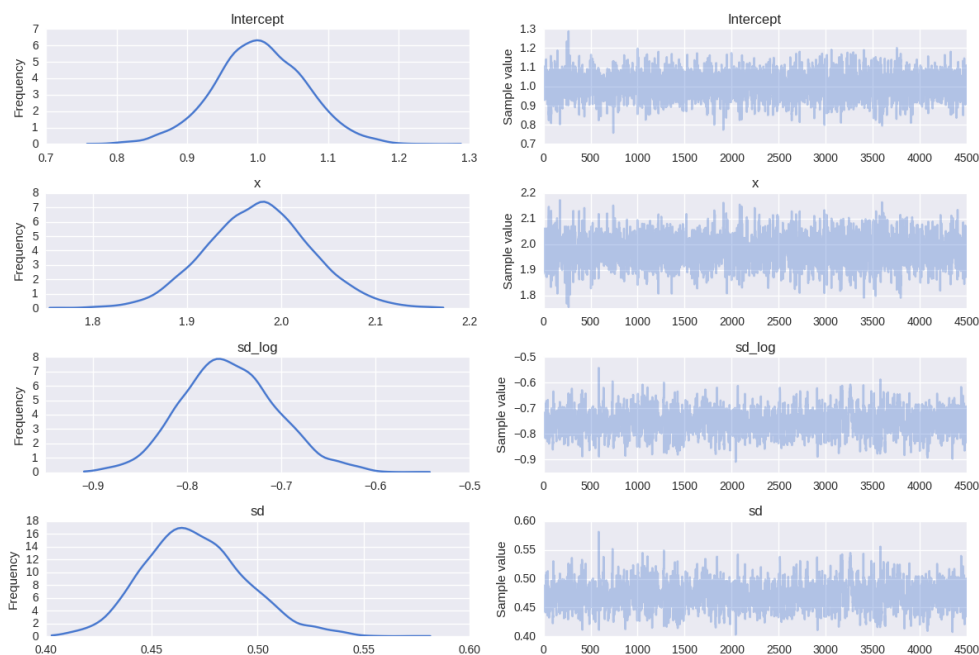 Intercept
Frequency
7
6
5
4
3
2
1
0
0.7 0.8 0.9 1.0 1.1 1.2 1.3
Intercept
Sample value
1.3
1.2
1.1
1.0
0.9
0.8
0.7
0 500 1000 1500 2000 2500 3000 3500 4000 4500
x
Frequency
8
7
6
5
4
3
2
1
0
1.8 1.9 2.0 2.1 2.2
x
Sample value
2.2
2.1
2.0
1.9
1.8
0 500 1000 1500 2000 2500 3000 3500 4000 4500
sd_log
Frequency
8
7
6
5
4
3
2
1
0
−0.9 −0.8 −0.7 −0.6 −0.5
sd_log
Sample value
−0.5
−0.6
−0.7
−0.8
−0.9
0 500 1000 1500 2000 2500 3000 3500 4000 4500
sd
Frequency
18
16
14
12
10
8
6
4
2
0
0.40 0.45 0.50 0.55 0.60
sd
Sample value
0.60
0.55
0.50
0.45
0.40
0 500 1000 1500 2000 2500 3000 3500 4000 4500